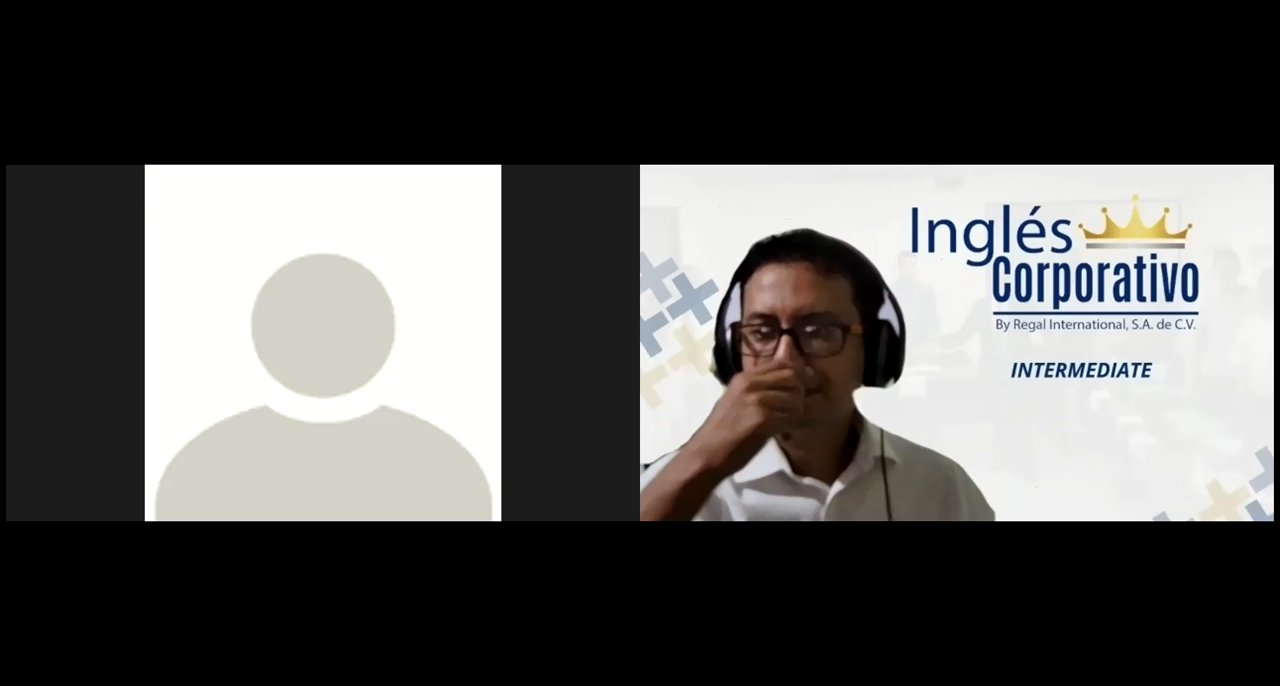 Inglés
Corporativo
By Regal International, S.A. de C.V.
INTERMEDIATE